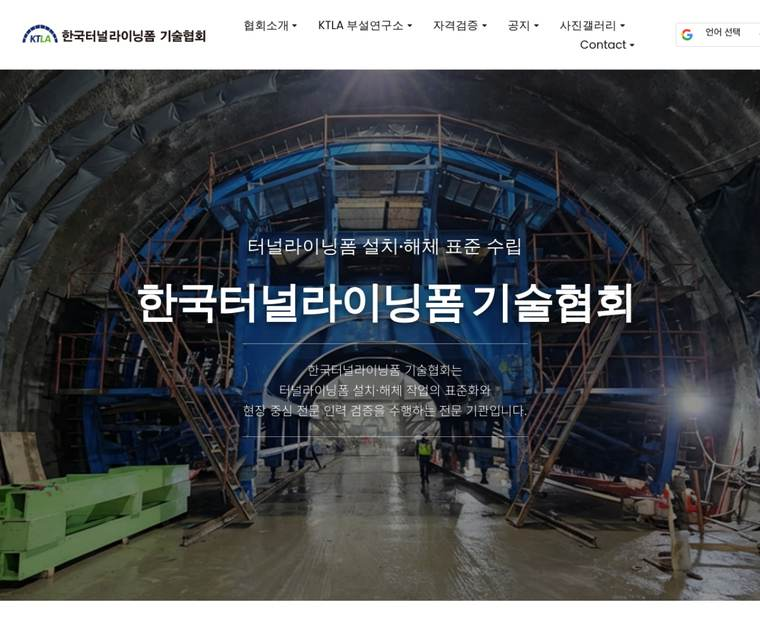 KTLA 한국터널라이닝폼 기술협회
협회소개 KTLA 부설연구소 자격검증 공지 사진갤러리
Contact
언어 선택
터널라이닝폼 설치·해체 표준 수립
한국터널라이닝폼 기술협회
한국터널라이닝폼 기술협회는
터널라이닝폼 설치·해체 작업의 표준화와
현장 중심 전문 인력 검증을 수행하는 전문 기관입니다.